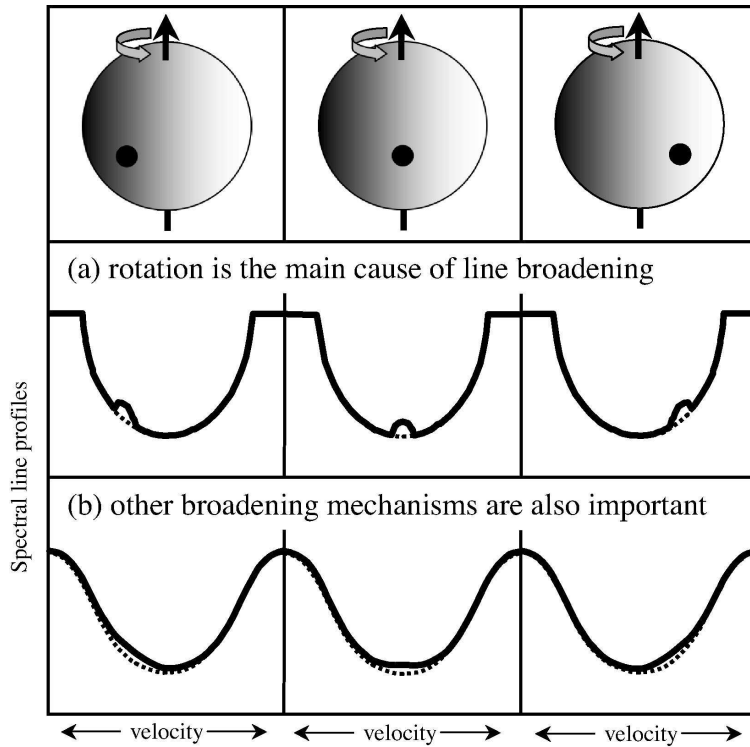 (a) rotation is the main cause of line broadening
Spectral line profiles
(b) other broadening mechanisms are also important
velocity velocity velocity